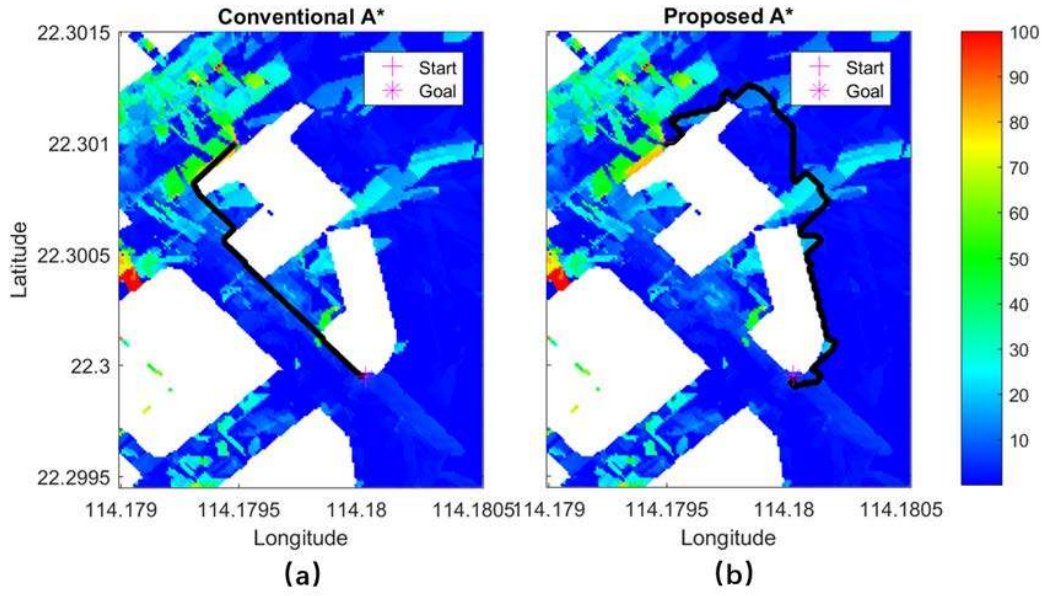 Conventional A*
Proposed A*
22.3015
22.301
22.3005
22.3
22.2995
Latitude
Start
Goal
Start
Goal
100
90
80
70
60
50
40
30
20
10
114.179
114.1795
114.18
114.1805
114.179
114.1795
114.18
114.1805
Longitude
Longitude
(a)
(b)